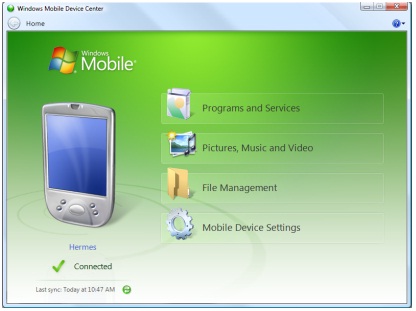 Windows Mobile Device Center
Home
Windows
Mobile
Programs and Services
Pictures, Music and Video
File Management
Mobile Device Settings
Hermes
Connected
Last sync: Today at 10:47 AM